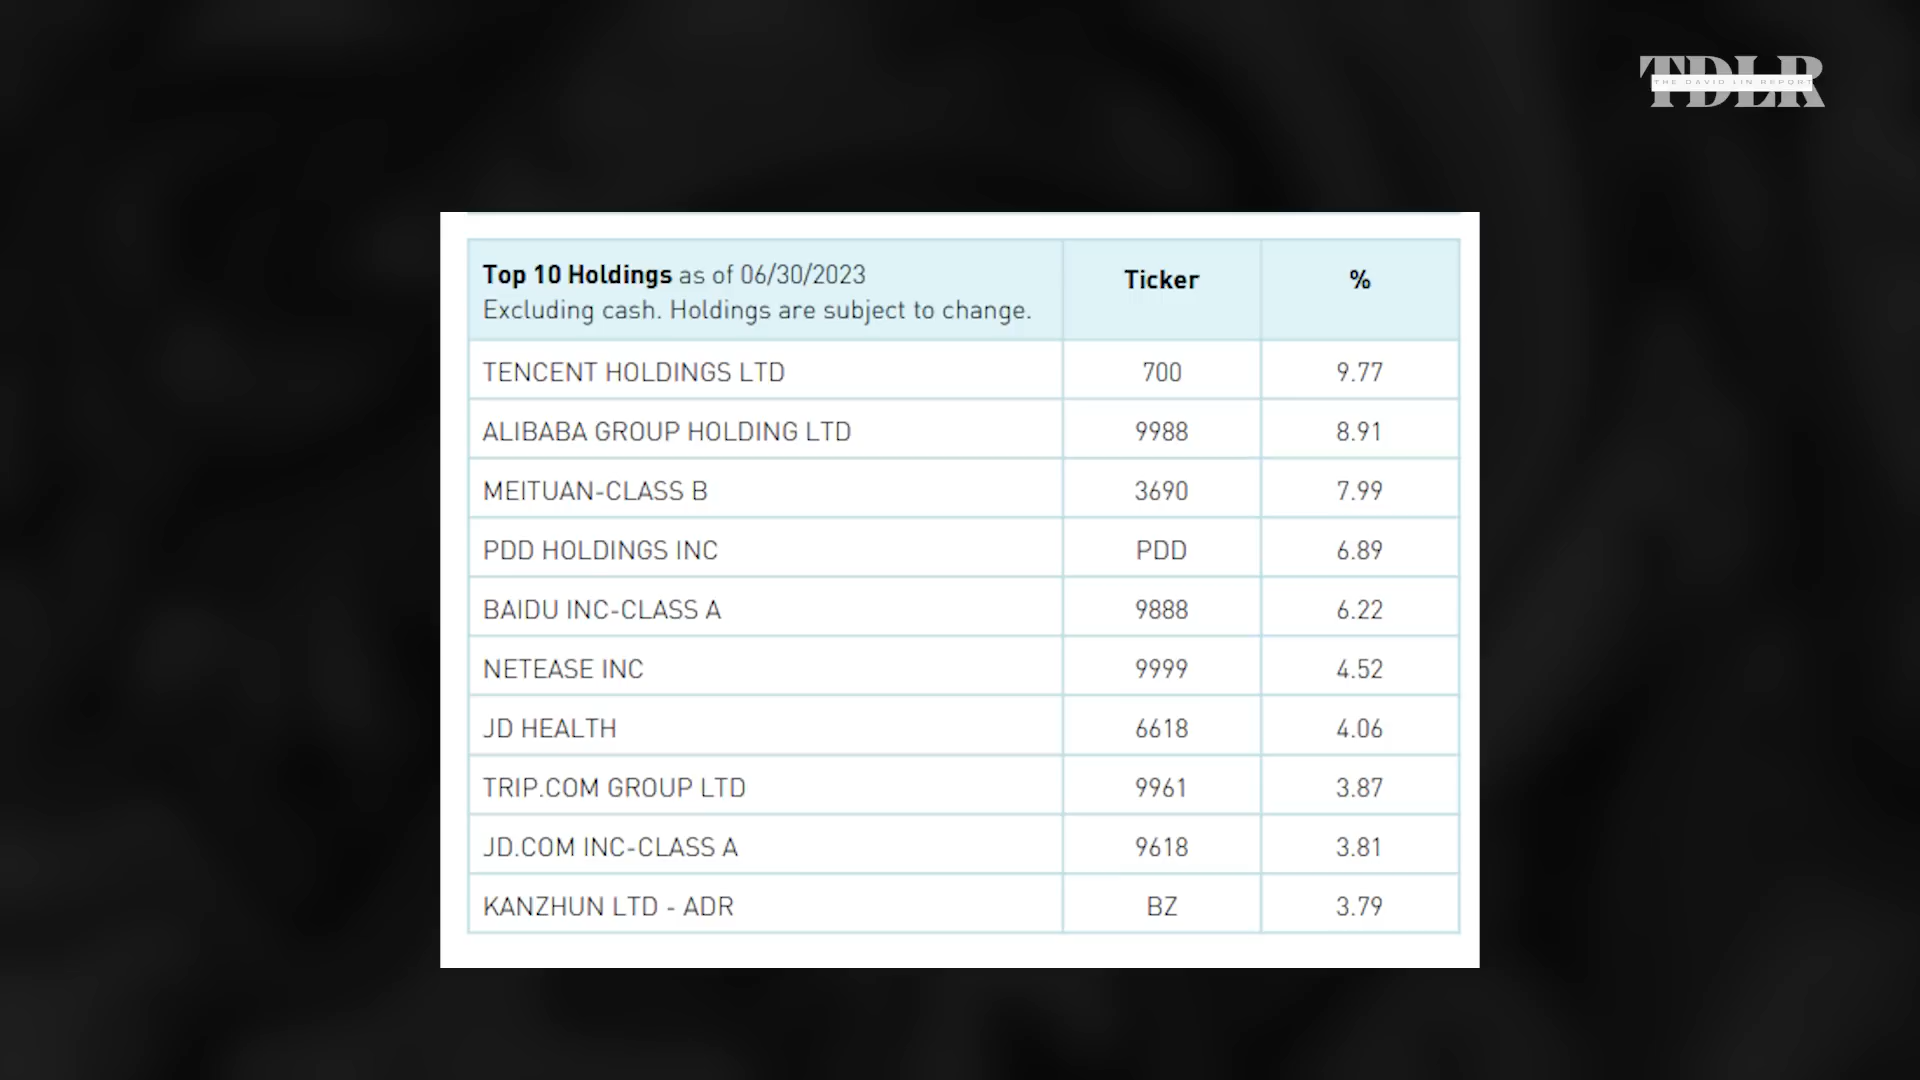 TDLR
THE DAVID LIN REPORT
Top 10 Holdings as of 06/30/2023
Excluding cash. Holdings are subject to change.
Ticker
%
TENCENT HOLDINGS LTD 700 9.77
ALIBABA GROUP HOLDING LTD 9988 8.91
MEITUAN-CLASS B 3690 7.99
PDD HOLDINGS INC PDD 6.89
BAIDU INC-CLASS A 9888 6.22
NETEASE INC 9999 4.52
JD HEALTH 6618 4.06
TRIP.COM GROUP LTD 9961 3.87
JD.COM INC-CLASS A 9618 3.81
KANZHUN LTD - ADR BZ 3.79